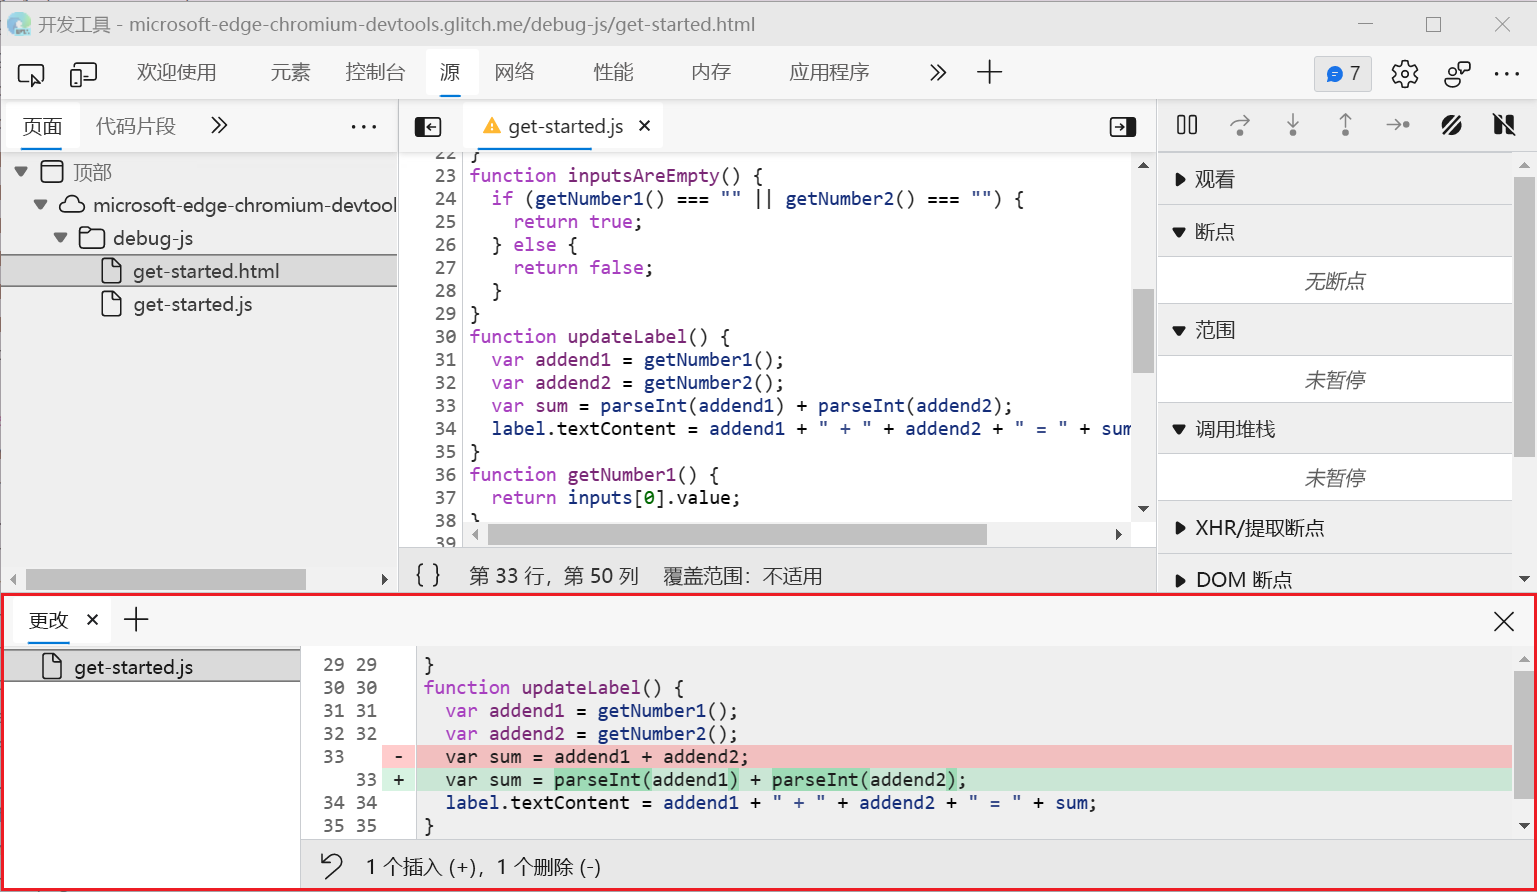 开发工具 - microsoft-edge-chromium-devtools.glitch.me/debug-js/get-started.html
欢迎使用 元素 控制台 源 网络 性能 内存 应用程序 7
页面 代码片段
顶部
microsoft-edge-chromium-devtool
debug-js
get-started.html
get-started.js
get-started.js
22 }
23 function inputsAreEmpty() {
24 if (getNumber1() === "" || getNumber2() === "") {
25 return true;
26 } else {
27 return false;
28 }
29 }
30 function updateLabel() {
31 var addend1 = getNumber1();
32 var addend2 = getNumber2();
33 var sum = parseInt(addend1) + parseInt(addend2);
34 label.textContent = addend1 + " + " + addend2 + " = " + sum
35 }
36 function getNumber1() {
37 return inputs[0].value;
38 }
39
{ } 第 33 行，第 50 列 覆盖范围：不适用
观看
断点
无断点
范围
未暂停
调用堆栈
未暂停
XHR/提取断点
DOM 断点
更改
get-started.js
29 29 }
30 30 function updateLabel() {
31 31 var addend1 = getNumber1();
32 32 var addend2 = getNumber2();
33 - var sum = addend1 + addend2;
33 + var sum = parseInt(addend1) + parseInt(addend2);
34 34 label.textContent = addend1 + " + " + addend2 + " = " + sum;
35 35 }
1 个插入 (+)，1 个删除 (-)